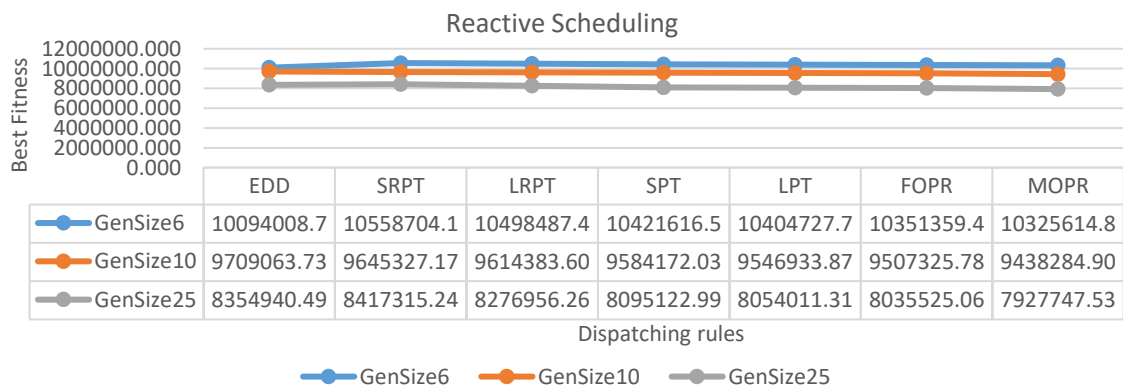 Reactive Scheduling
Best Fitness
12000000.000
10000000.000
8000000.000
6000000.000
4000000.000
2000000.000
0.000
EDD SRPT LRPT SPT LPT FOPR MOPR
GenSize6 10094008.7 10558704.1 10498487.4 10421616.5 10404727.7 10351359.4 10325614.8
GenSize10 9709063.73 9645327.17 9614383.60 9584172.03 9546933.87 9507325.78 9438284.90
GenSize25 8354940.49 8417315.24 8276956.26 8095122.99 8054011.31 8035525.06 7927747.53
Dispatching rules
GenSize6 GenSize10 GenSize25